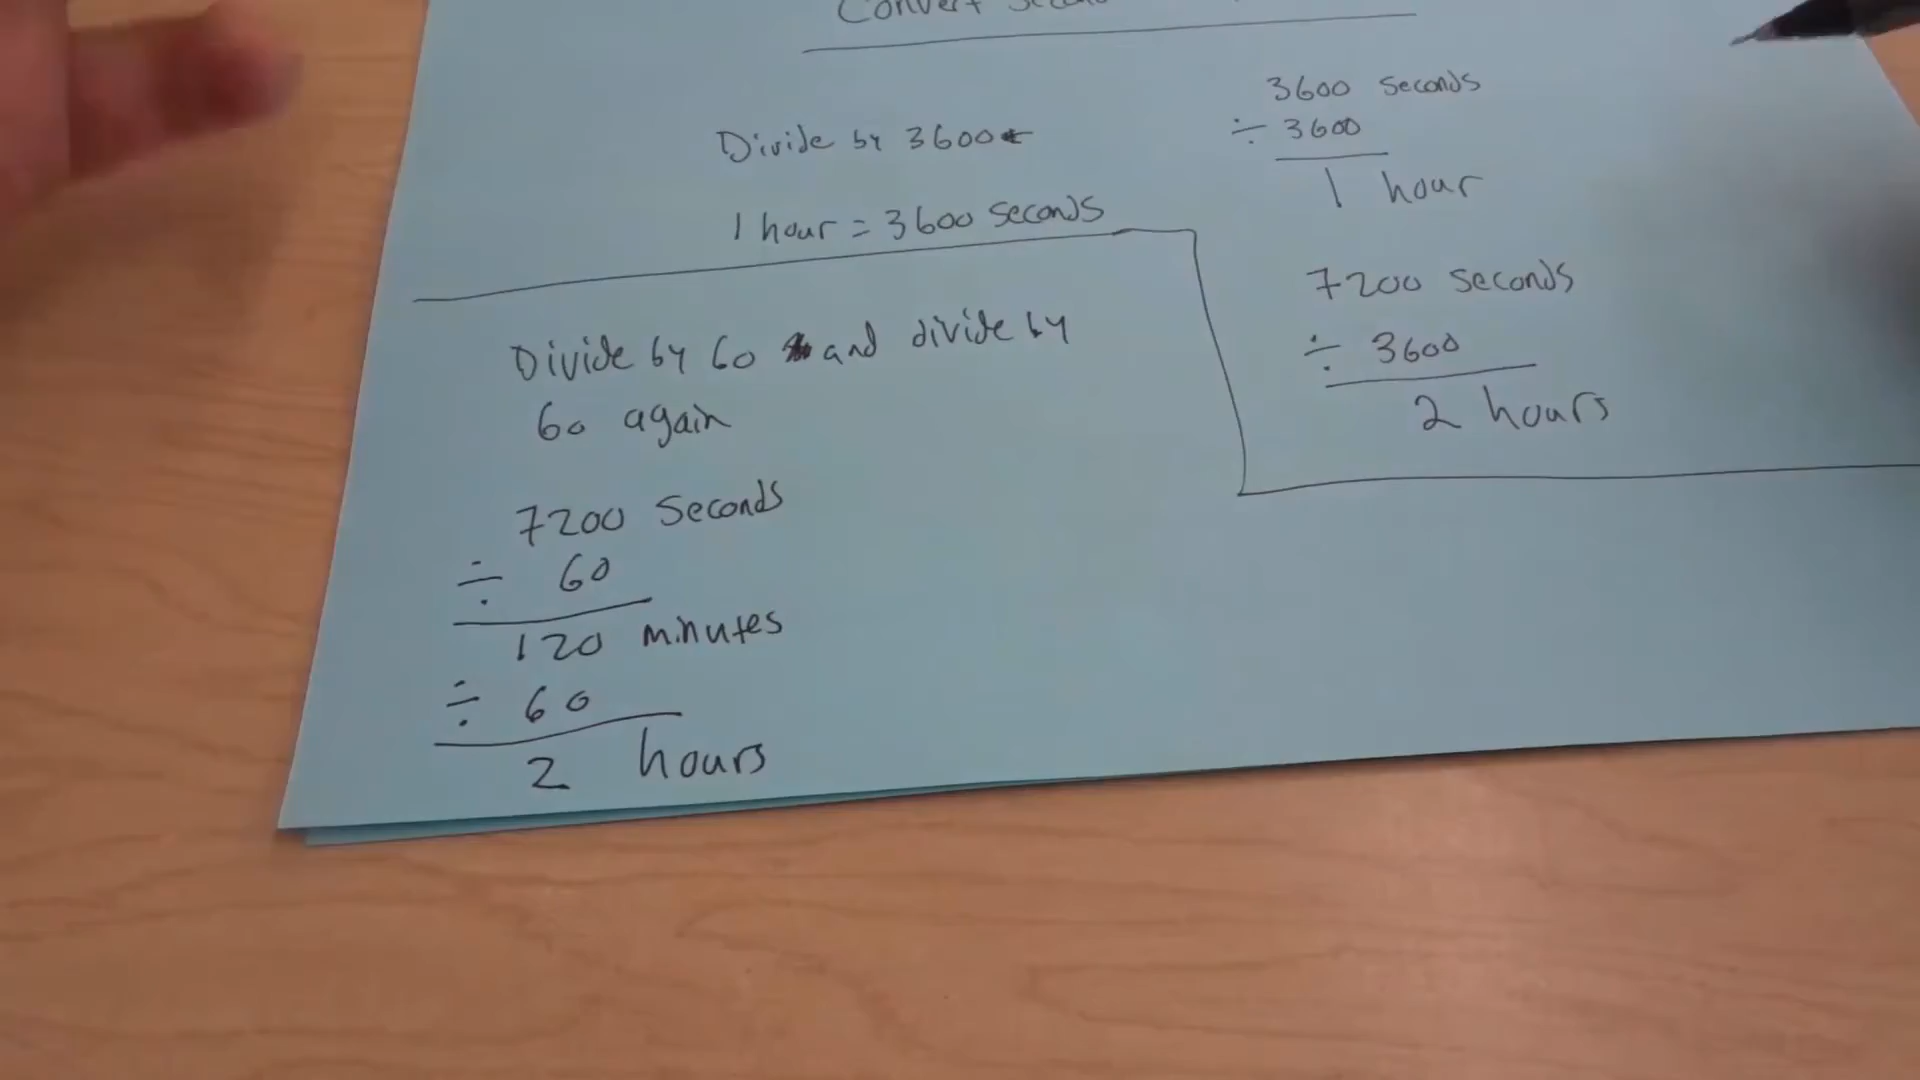 Convert
Divide by 3600
1 hour = 3600 seconds
3600 seconds
÷ 3600
1 hour
7200 seconds
÷ 3600
2 hours
Divide by 60 and divide by
60 again
7200 seconds
÷ 60
120 minutes
÷ 60
2 hours